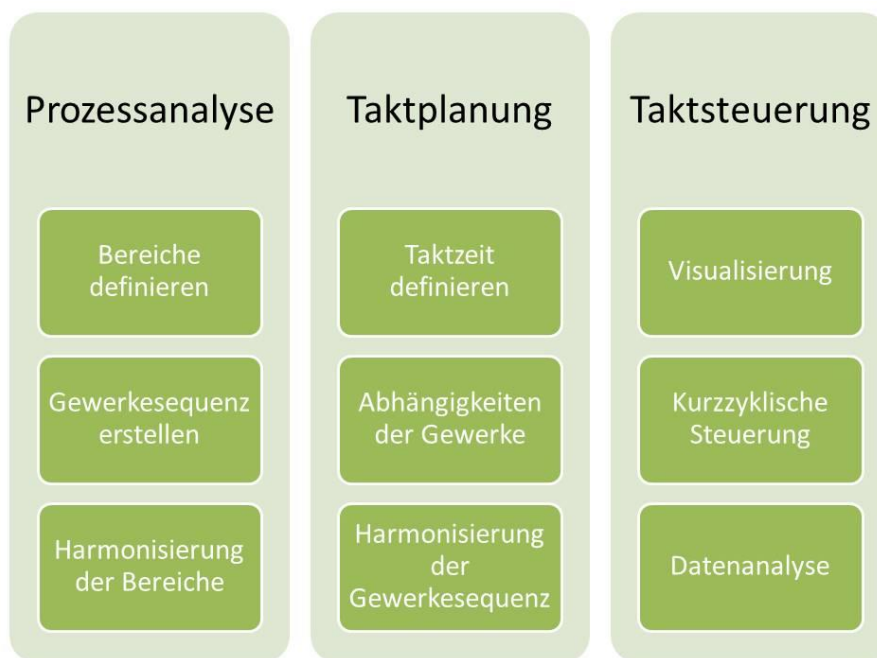 Prozessanalyse
Bereiche
definieren
Gewerkesequenz
erstellen
Harmonisierung
der Bereiche
Taktplanung
Taktzeit
definieren
Abhängigkeiten
der Gewerke
Harmonisierung
der
Gewerkesequenz
Taktsteuerung
Visualisierung
Kurzzyklische
Steuerung
Datenanalyse